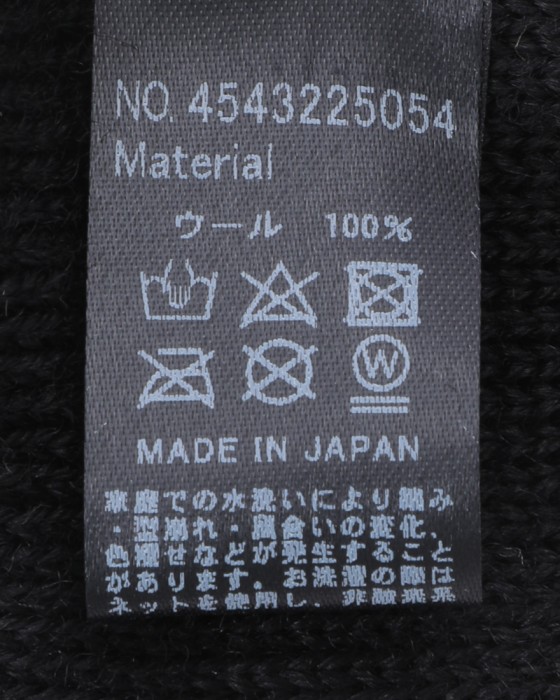 NO. 4543225054
Material
ウール 100%
W
MADE IN JAPAN
家庭での水洗いにより縮み
・型崩れ・風合いの変化、
色褪せなどが発生すること
があります。お洗濯の際は
ネットを使用し、非